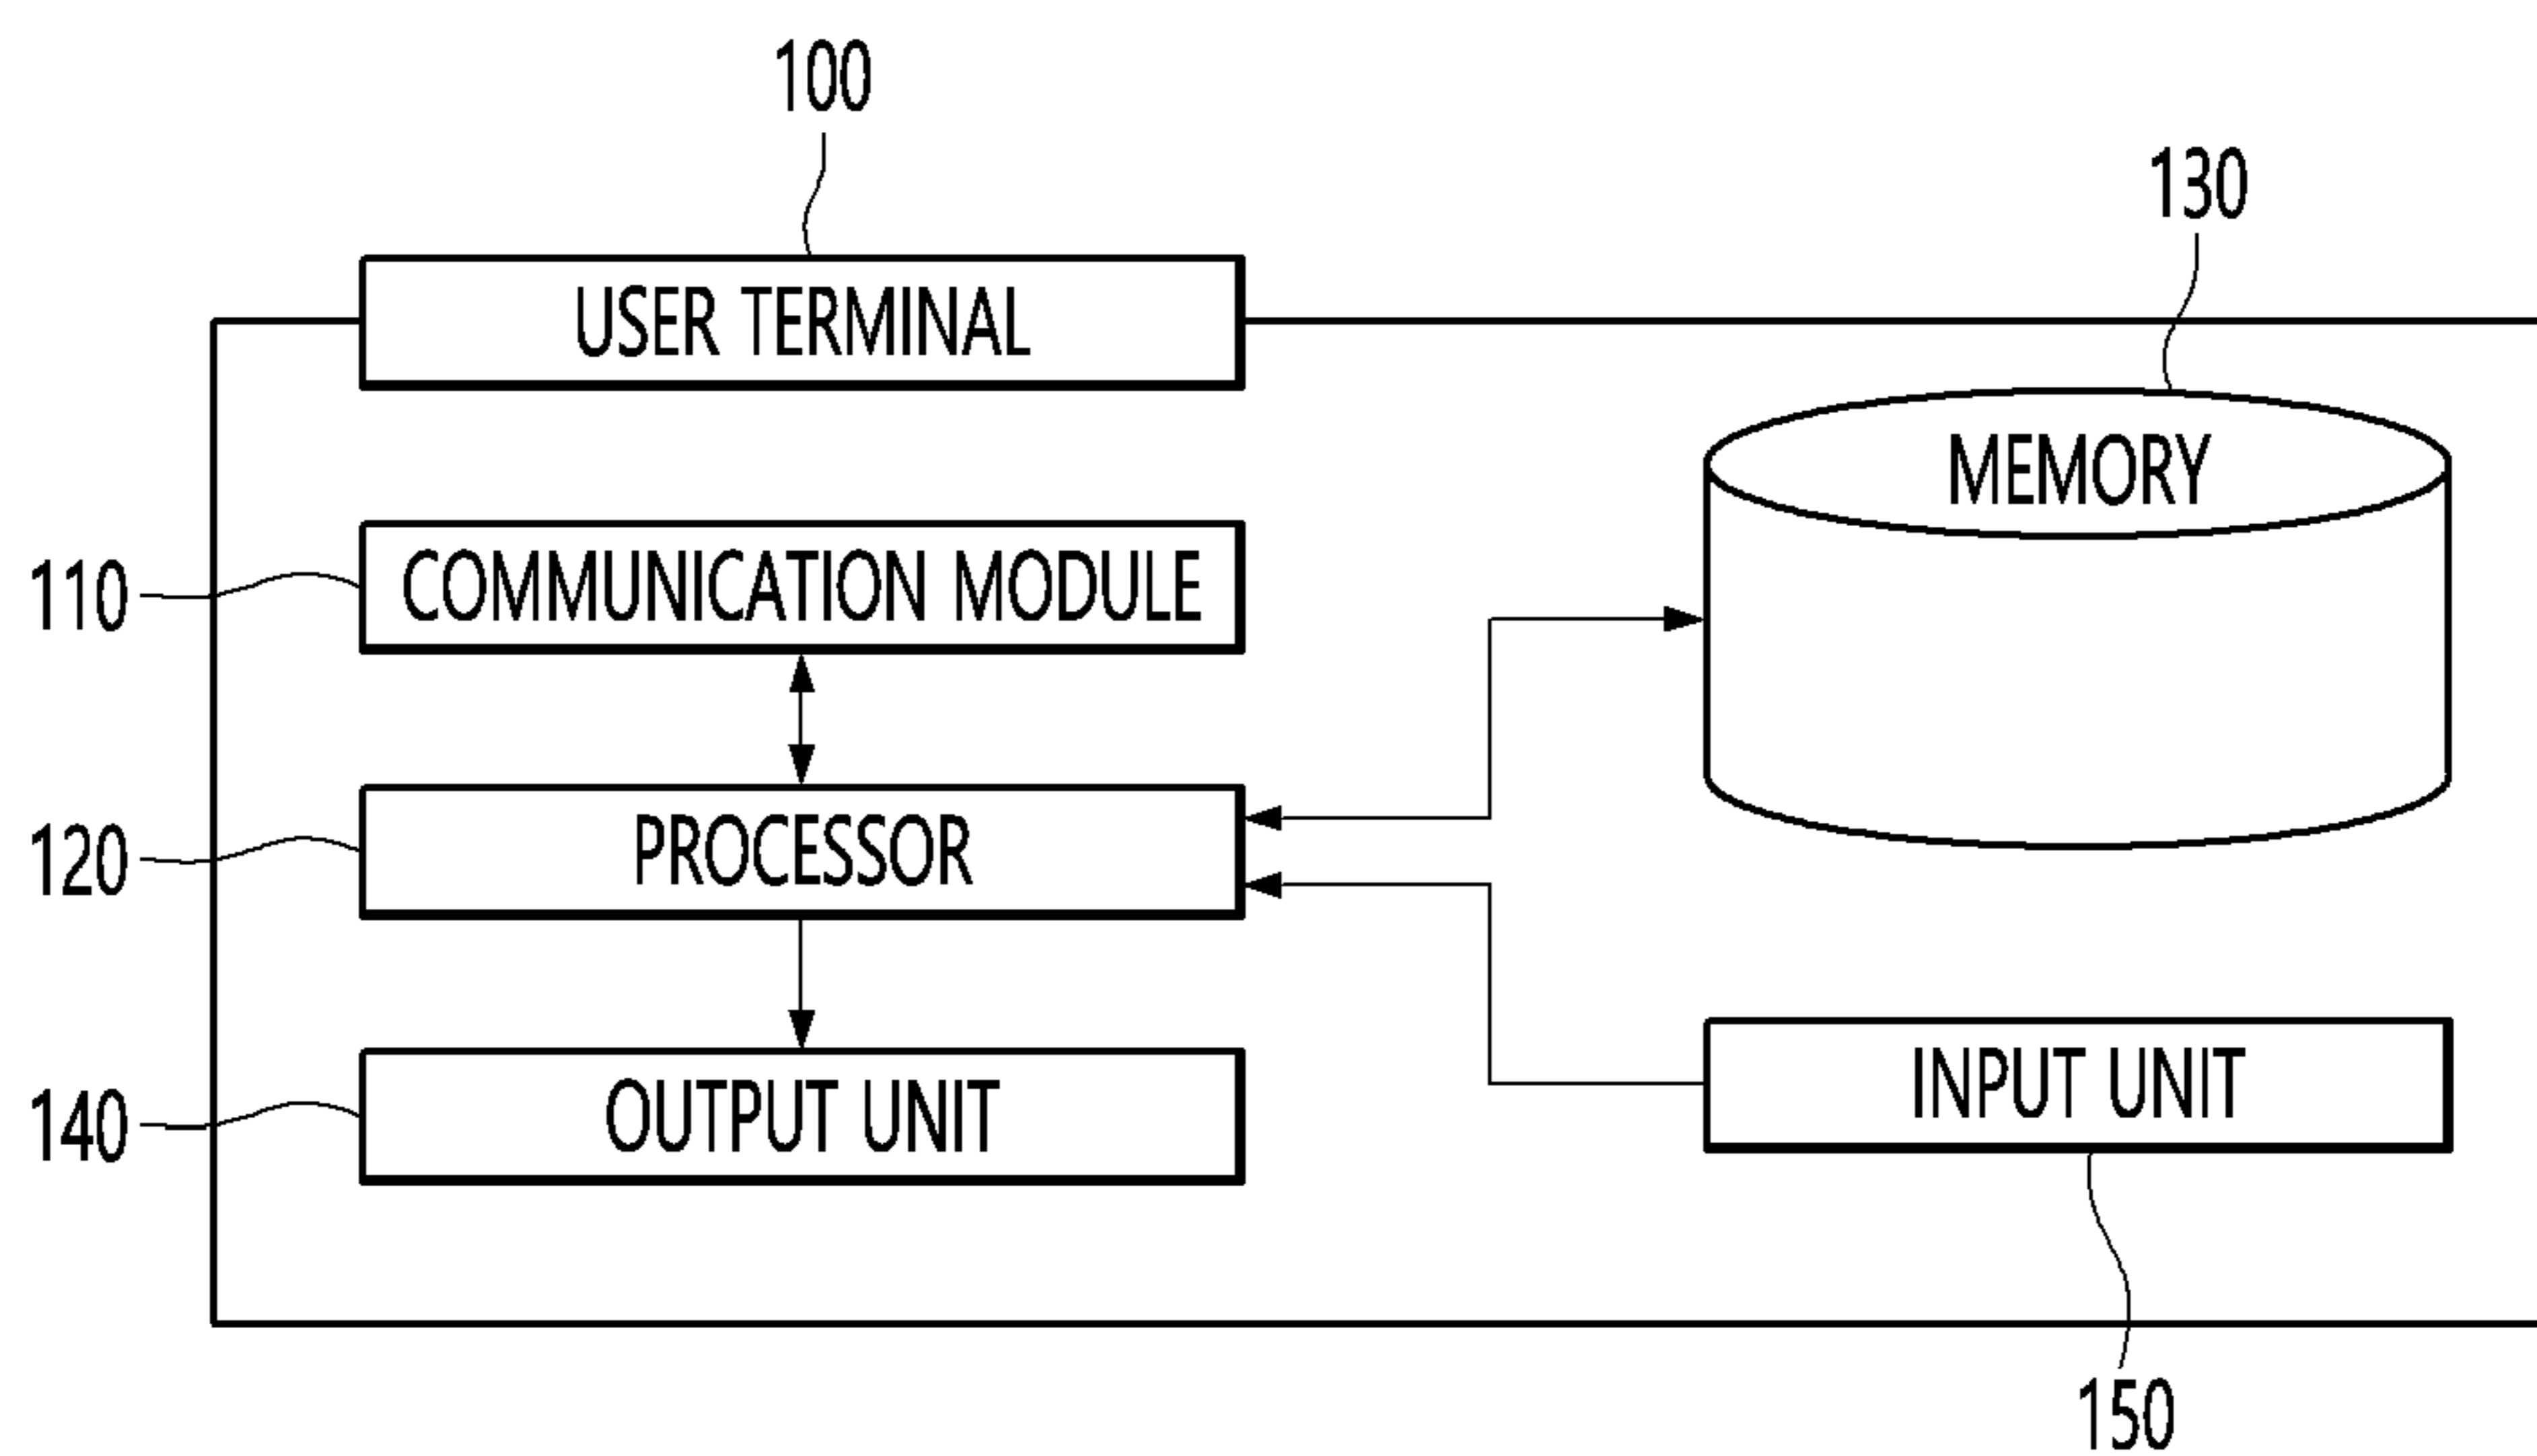 100
130
USER TERMINAL
MEMORY
110
COMMUNICATION MODULE
120
PROCESSOR
140
OUTPUT UNIT
INPUT UNIT
150